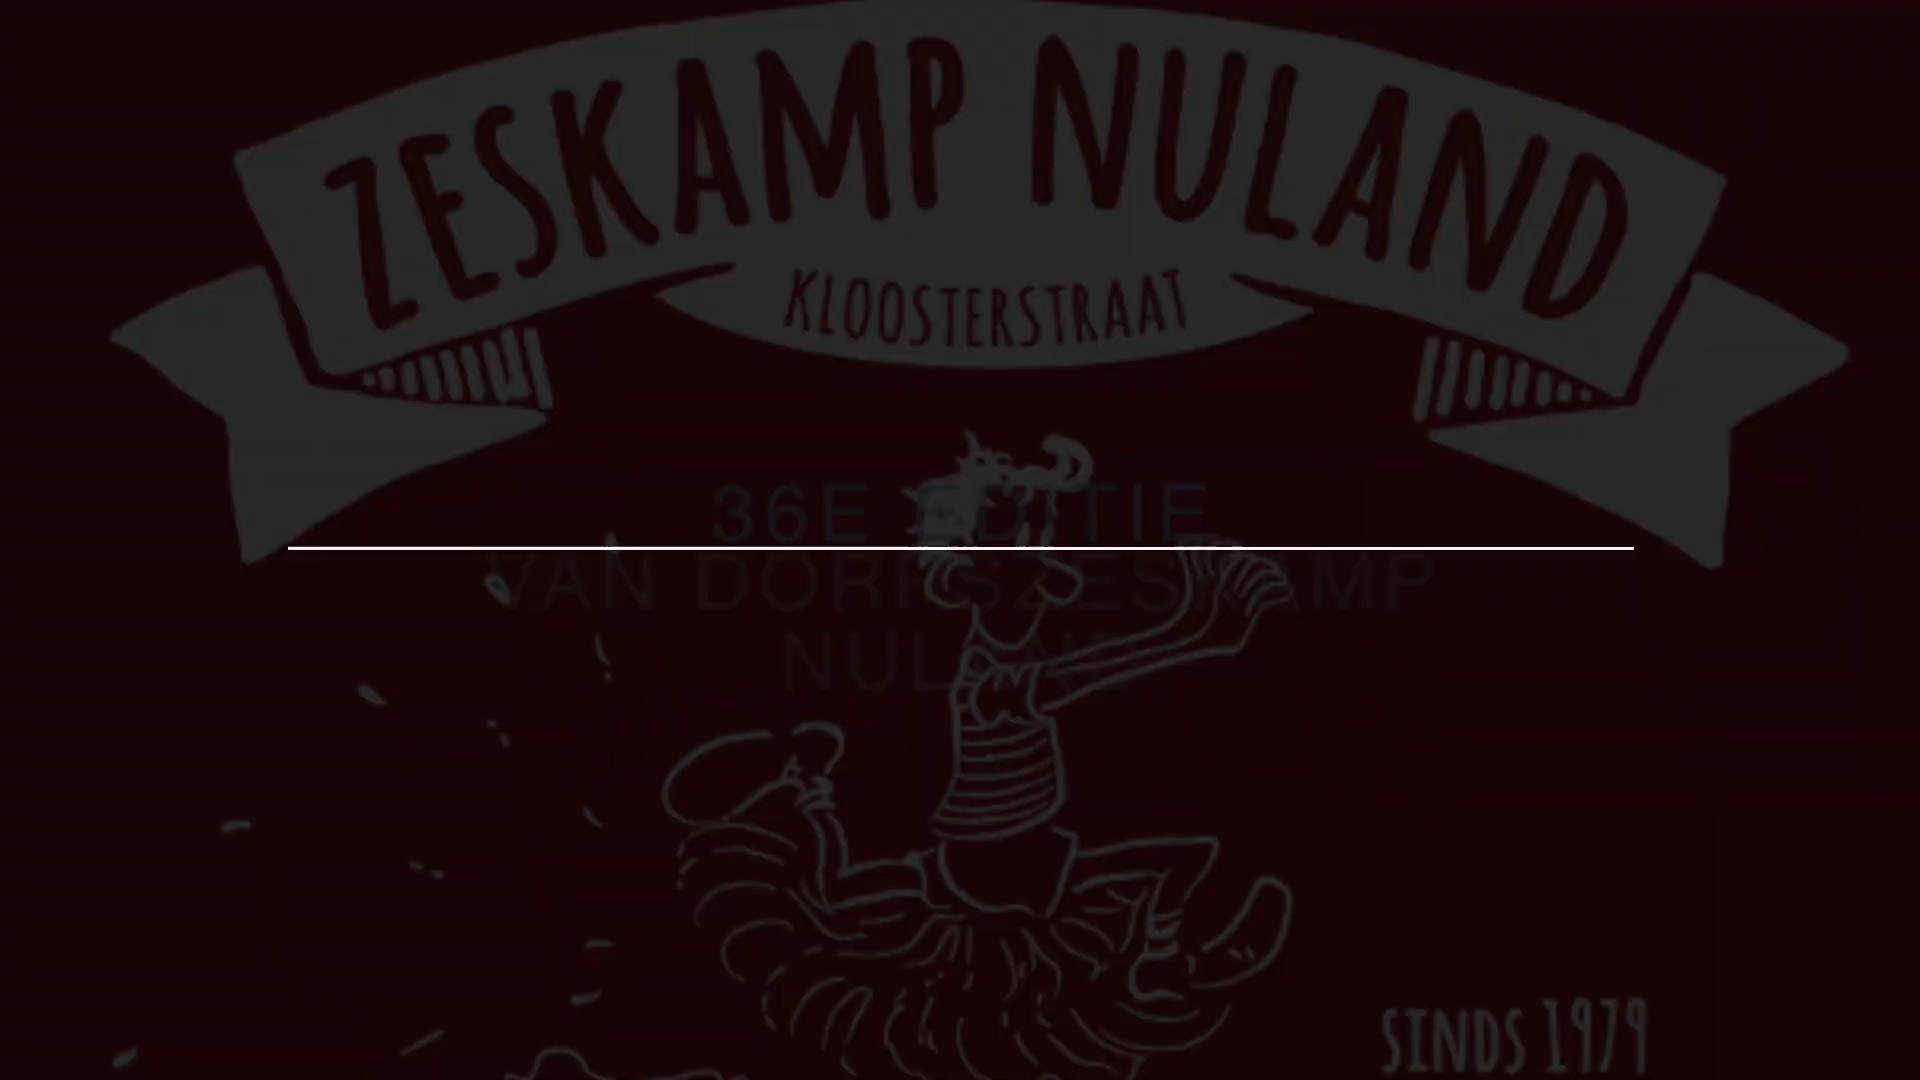 ZESKAMP NULAND
KLOOSTERSTRAAT
36E EDITIE
VAN DORPSZESKAMP
NULAND
SINDS 1979